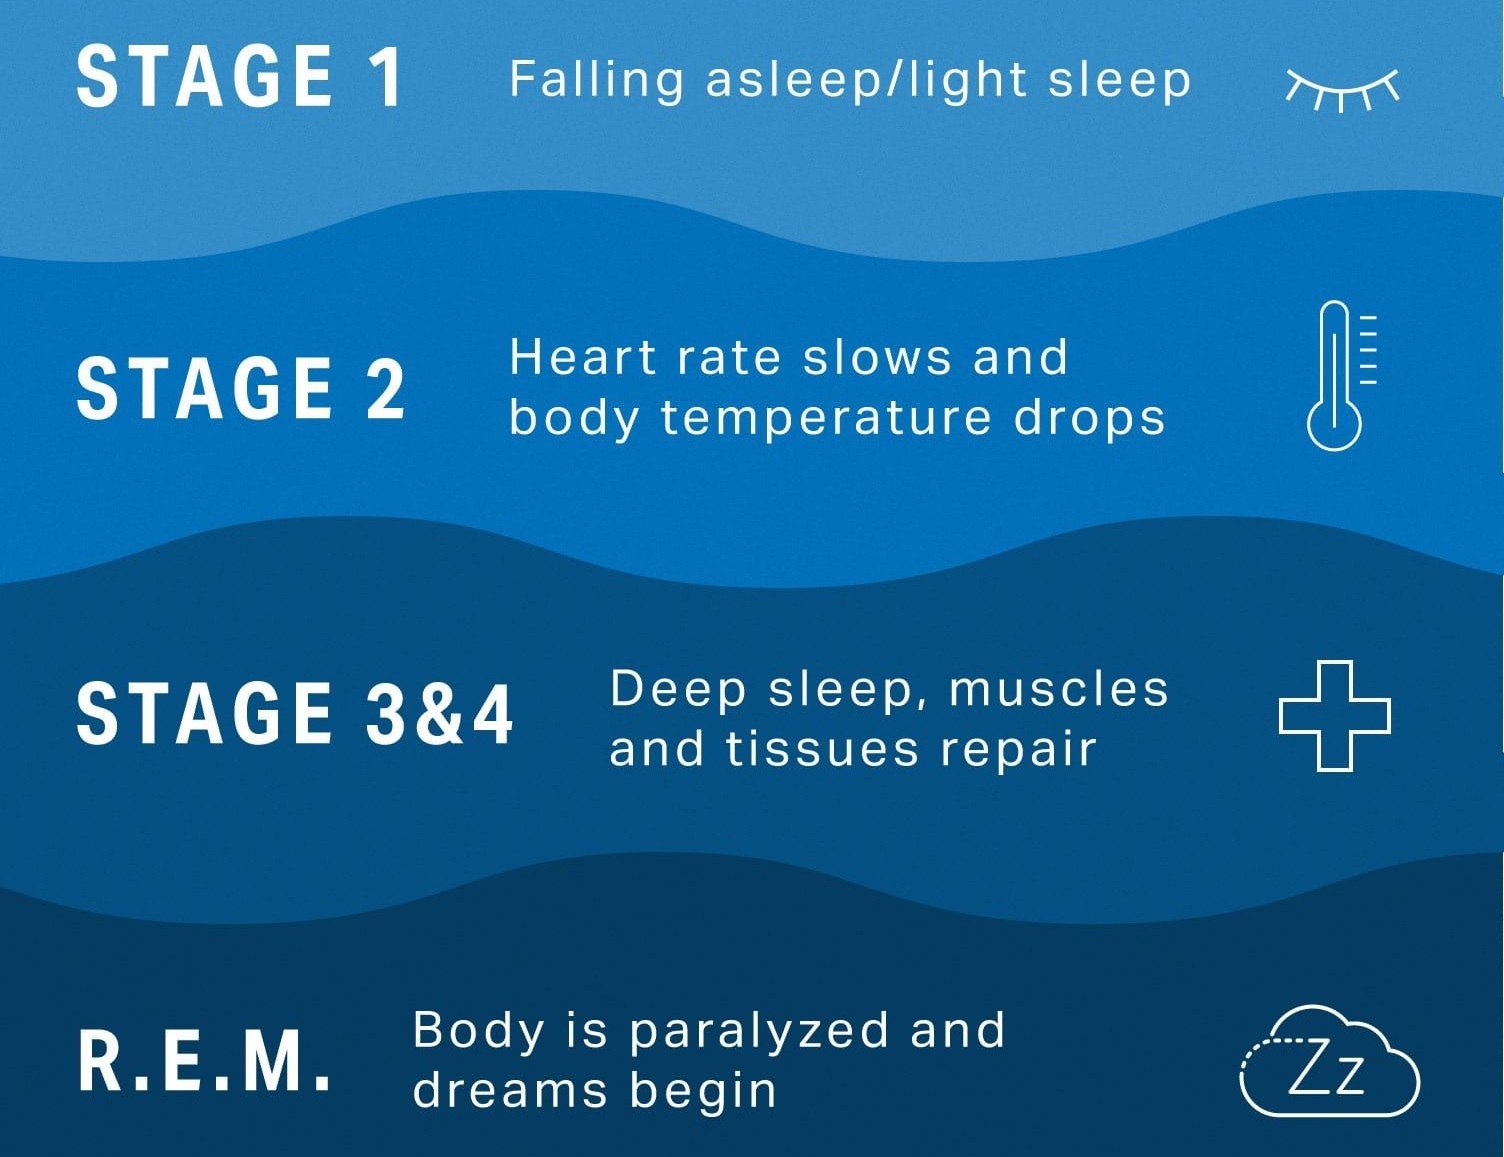 STAGE 1
Falling asleep/light sleep
STAGE 2
Heart rate slows and
body temperature drops
STAGE 3&4
Deep sleep, muscles
and tissues repair
R.E.M.
Body is paralyzed and
dreams begin
Zz